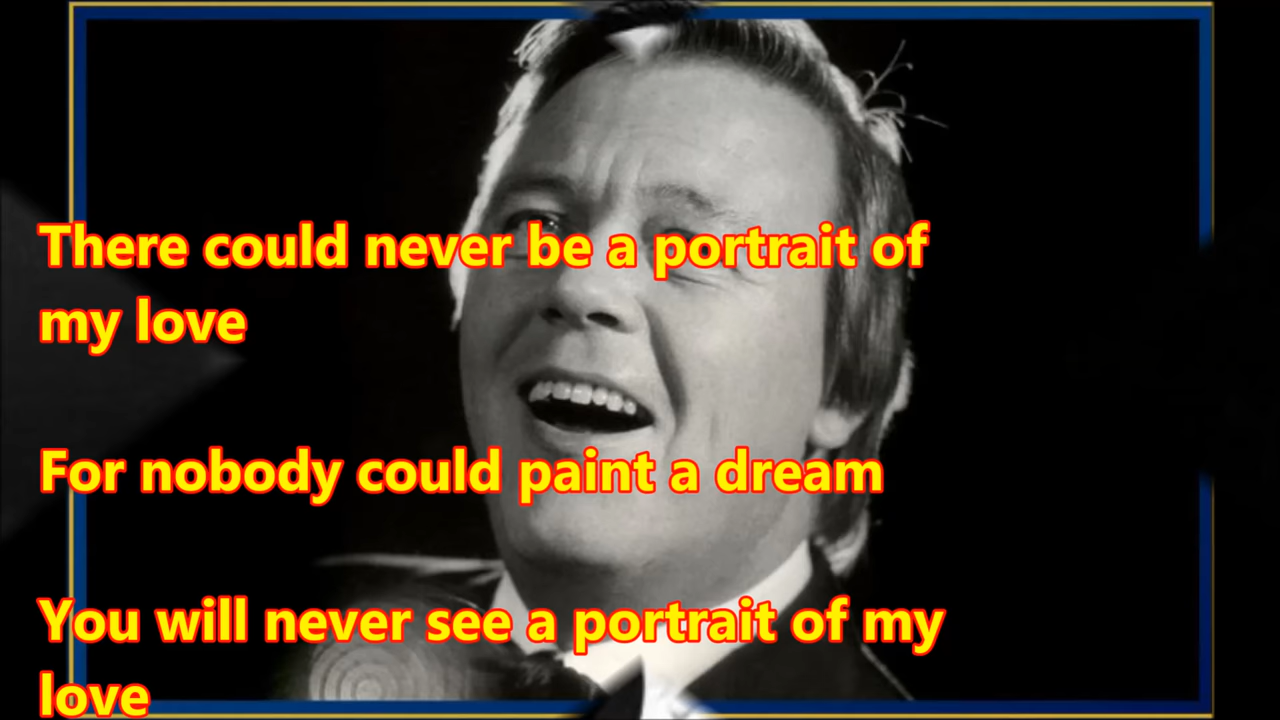 There could never be a portrait of
my love
For nobody could paint a dream
You will never see a portrait of my
love